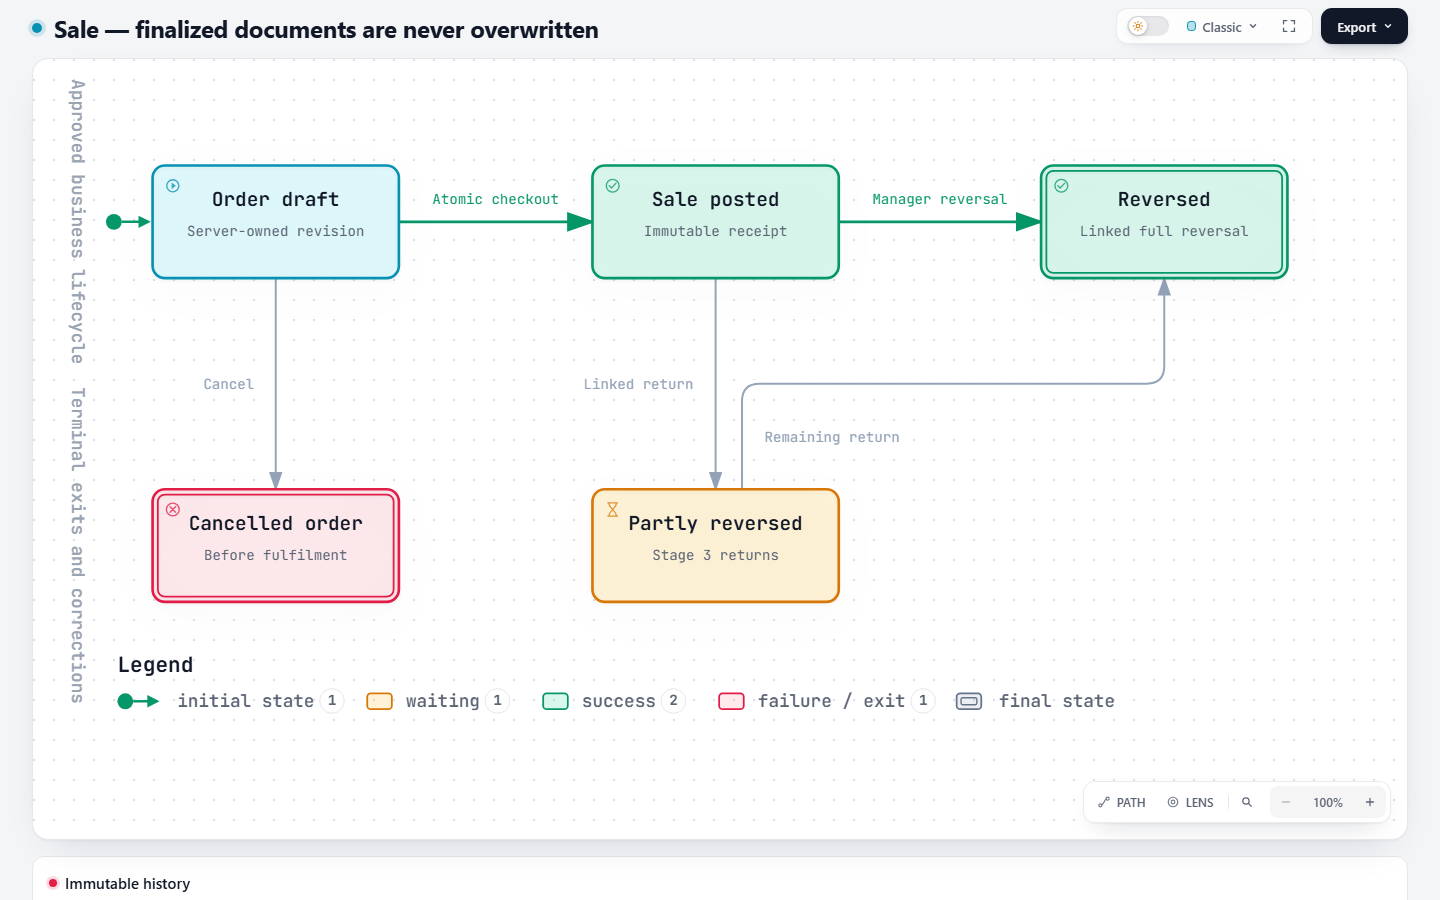 Sale — finalized documents are never overwritten
Classic
Export
Approved business lifecycle
Terminal exits and corrections
Order draft
Server-owned revision
Atomic checkout
Sale posted
Immutable receipt
Manager reversal
Reversed
Linked full reversal
Cancel
Linked return
Remaining return
Cancelled order
Before fulfilment
Partly reversed
Stage 3 returns
Legend
initial state 1
waiting 1
success 2
failure / exit 1
final state
PATH
LENS
− 100% +
Immutable history